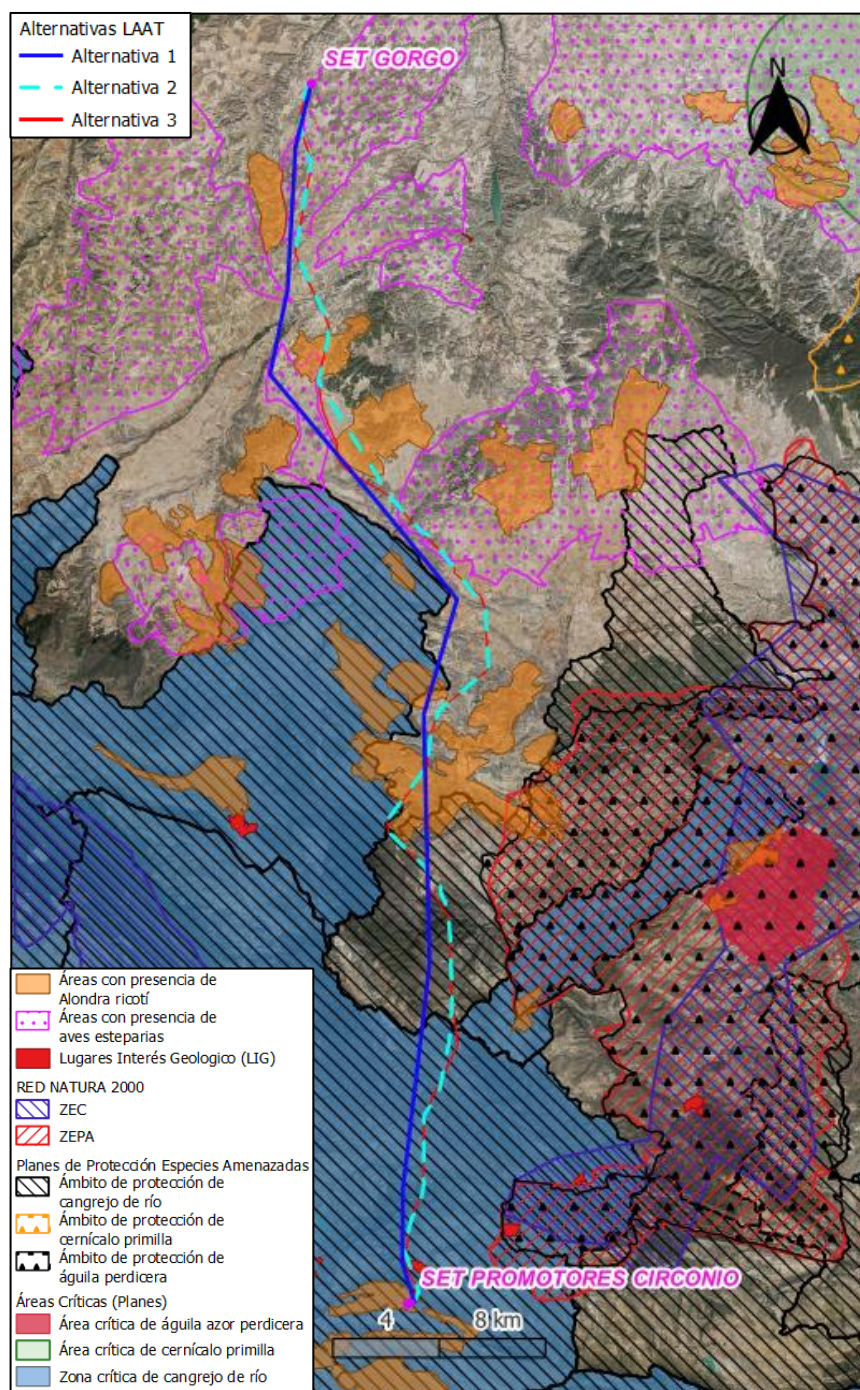 Alternativas LAAT
Alternativa 1
Alternativa 2
Alternativa 3
SET GORGO
N
Áreas con presencia de
Alondra ricotí
Áreas con presencia de
aves esteparias
Lugares Interés Geologico (LIG)
RED NATURA 2000
ZEC
ZEPA
Planes de Protección Especies Amenazadas
Ámbito de protección de
cangrejo de río
Ámbito de protección de
cernícalo primilla
Ámbito de protección de
águila perdicera
Áreas Críticas (Planes)
Área crítica de águila azor perdicera
Área crítica de cernícalo primilla
Zona crítica de cangrejo de río
SET PROMOTORES CIRCONIO
4 8 km